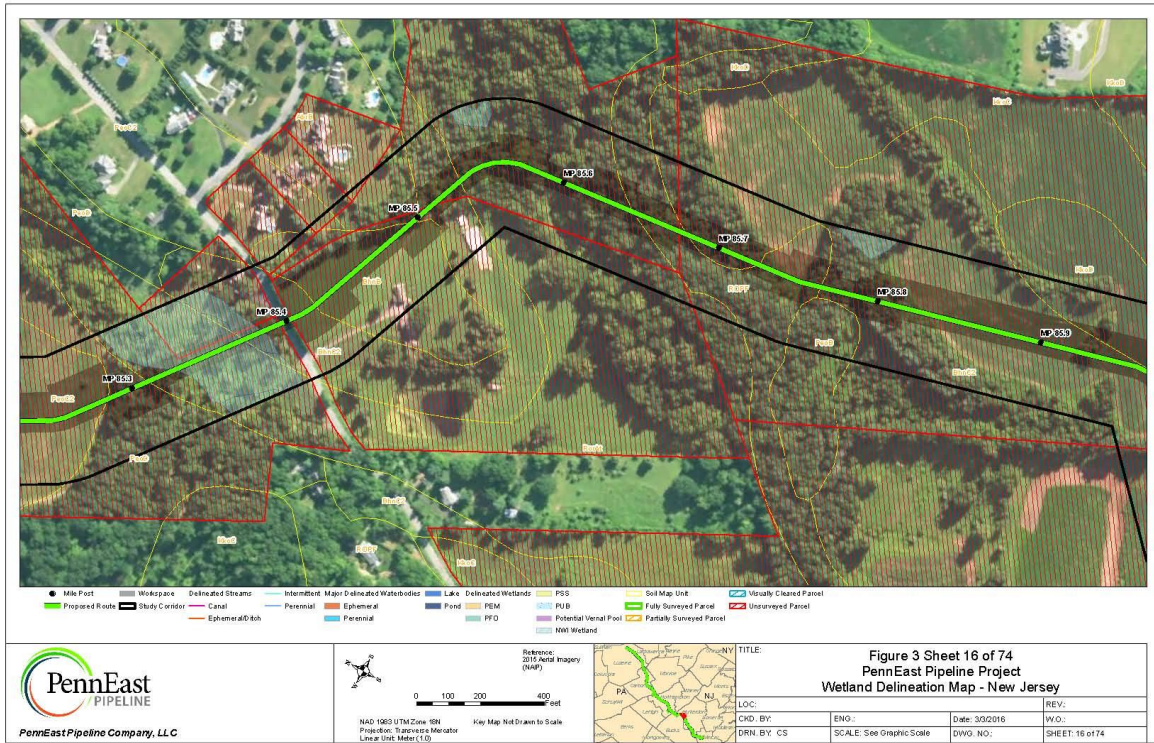 MP 85.3
MP 85.4
MP 85.5
MP 85.6
MP 85.7
MP 85.8
MP 85.9
PeoC2
PeoB
ROPF
BhnC2
Mile Post
Workspace
Delineated Streams
Intermittent
Major Delineated Waterbodies
Lake
Delineated Wetlands
PSS
Soil Map Unit
Visually Cleared Parcel
Proposed Route
Study Corridor
Canal
Perennial
Ephemeral
Pond
PEM
PUB
Fully Surveyed Parcel
Unsurveyed Parcel
Ephemeral/Ditch
Perennial
PFO
Potential Vernal Pool
Partially Surveyed Parcel
NWI Wetland
PennEast
PIPELINE
PennEast Pipeline Company, LLC
Reference:
2015 Aerial Imagery
(NAIP)
0 100 200 400
Feet
NAD 1983 UTM Zone 18N
Projection: Transverse Mercator
Linear Unit: Meter (1.0)
Key Map Not Drawn to Scale
NY
PA
NJ
TITLE:
Figure 3 Sheet 16 of 74
PennEast Pipeline Project
Wetland Delineation Map - New Jersey
LOC:
REV.:
CKD. BY:
ENG.:
Date: 3/3/2016
W.O.:
DRN. BY: CS
SCALE: See Graphic Scale
DWG. NO.:
SHEET: 16 of 74